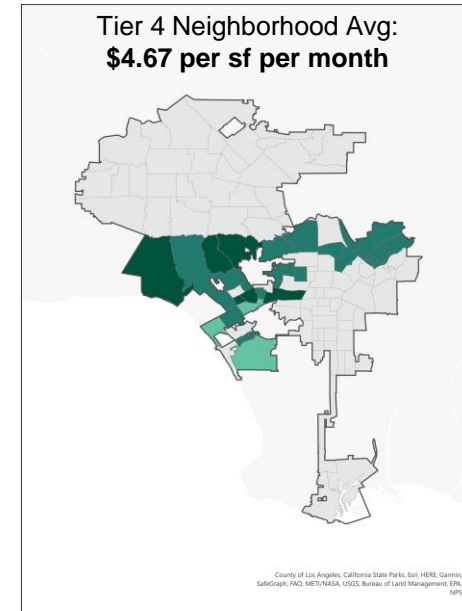 Tier 4 Neighborhood Avg:
$4.67 per sf per month
County of Los Angeles, California State Parks, Esri, HERE, Garmin,
SafeGraph, FAO, METI/NASA, USGS, Bureau of Land Management, EPA,
NPS